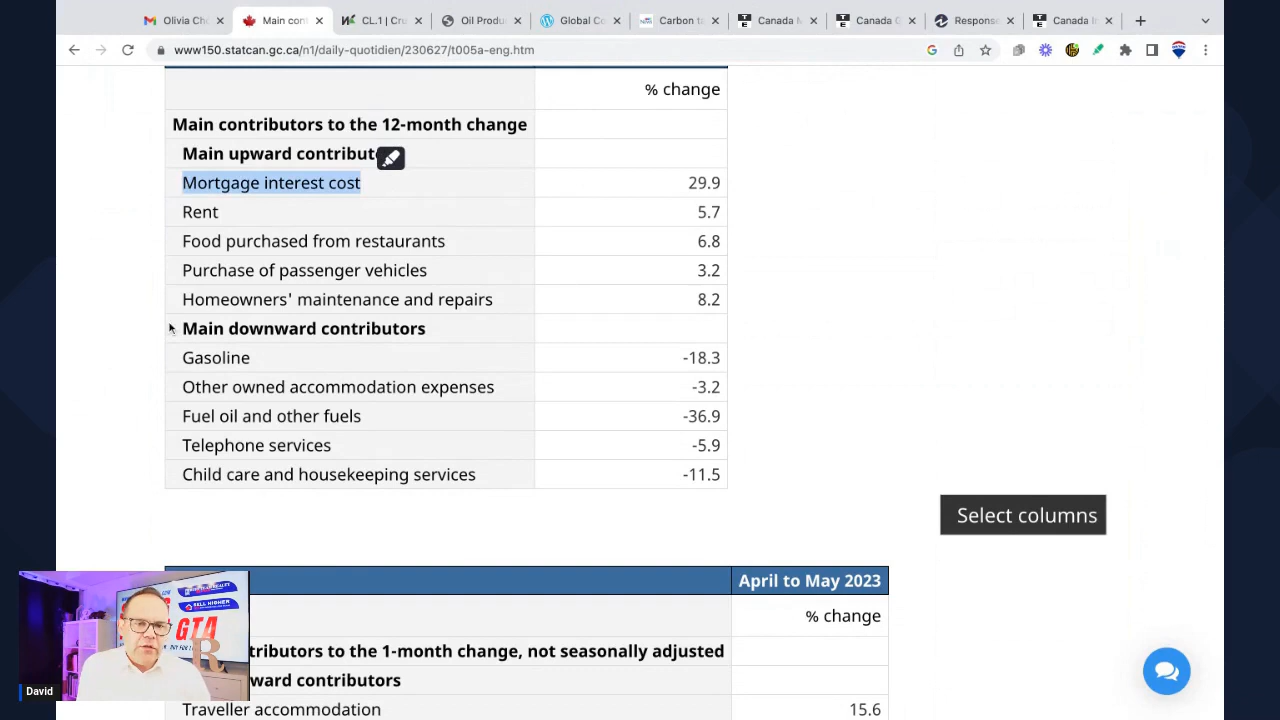 Olivia Ch
Main con
CL.1 | Cru
Oil Produ
Global Co
Carbon ta
Canada M
Canada G
Respons
Canada In
www150.statcan.gc.ca/n1/daily-quotidien/230627/t005a-eng.htm
% change
Main contributors to the 12-month change
Main upward contribut
Mortgage interest cost 29.9
Rent 5.7
Food purchased from restaurants 6.8
Purchase of passenger vehicles 3.2
Homeowners' maintenance and repairs 8.2
Main downward contributors
Gasoline -18.3
Other owned accommodation expenses -3.2
Fuel oil and other fuels -36.9
Telephone services -5.9
Child care and housekeeping services -11.5
Select columns
April to May 2023
% change
tributors to the 1-month change, not seasonally adjusted
ward contributors
Traveller accommodation 15.6
SELL HIGHER
GTA
R
David